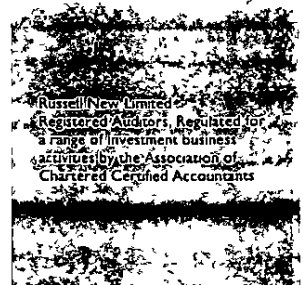 Russell New Limited
Registered Auditors, Regulated for
a range of investment business
activities by the Association of
Chartered Certified Accountants